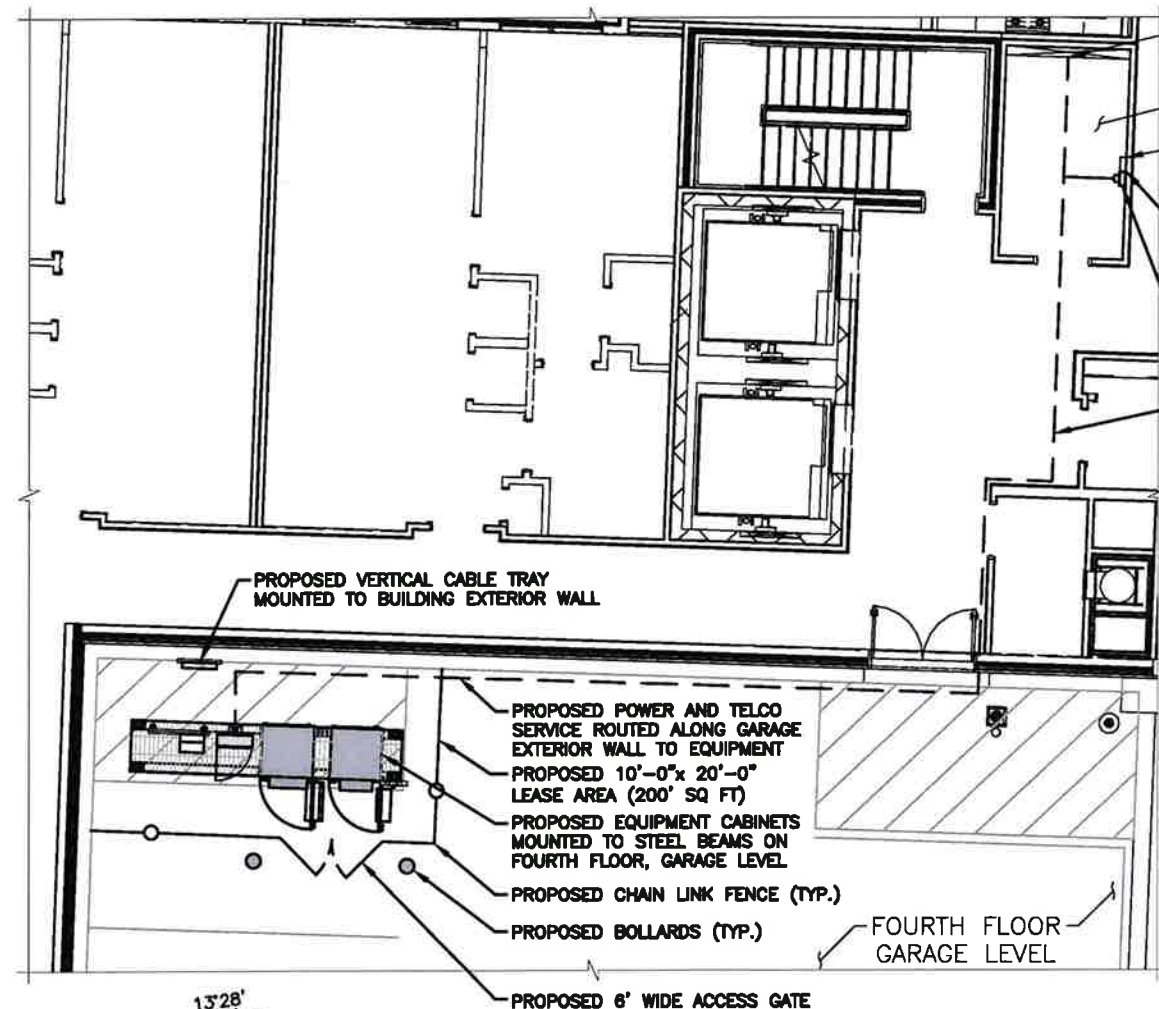 PROPOSED VERTICAL CABLE TRAY
MOUNTED TO BUILDING EXTERIOR WALL
PROPOSED POWER AND TELCO
SERVICE ROUTED ALONG GARAGE
EXTERIOR WALL TO EQUIPMENT
PROPOSED 10'-0"x 20'-0"
LEASE AREA (200' SQ FT)
PROPOSED EQUIPMENT CABINETS
MOUNTED TO STEEL BEAMS ON
FOURTH FLOOR, GARAGE LEVEL
PROPOSED CHAIN LINK FENCE (TYP.)
PROPOSED BOLLARDS (TYP.)
FOURTH FLOOR
GARAGE LEVEL
PROPOSED 6' WIDE ACCESS GATE
13°28'